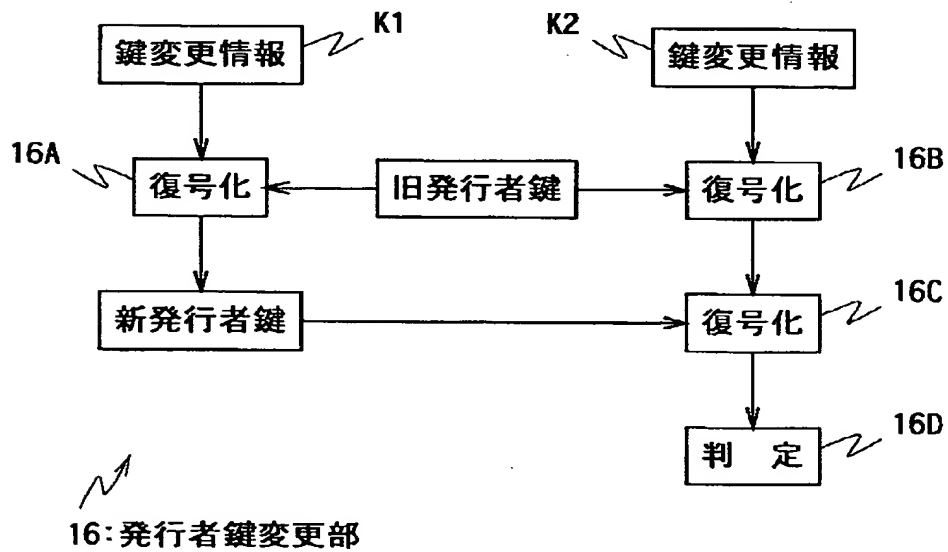 K1
K2
鍵変更情報
鍵変更情報
16A
復号化
旧発行者鍵
復号化
16B
新発行者鍵
復号化
16C
判 定
16D
16:発行者鍵変更部